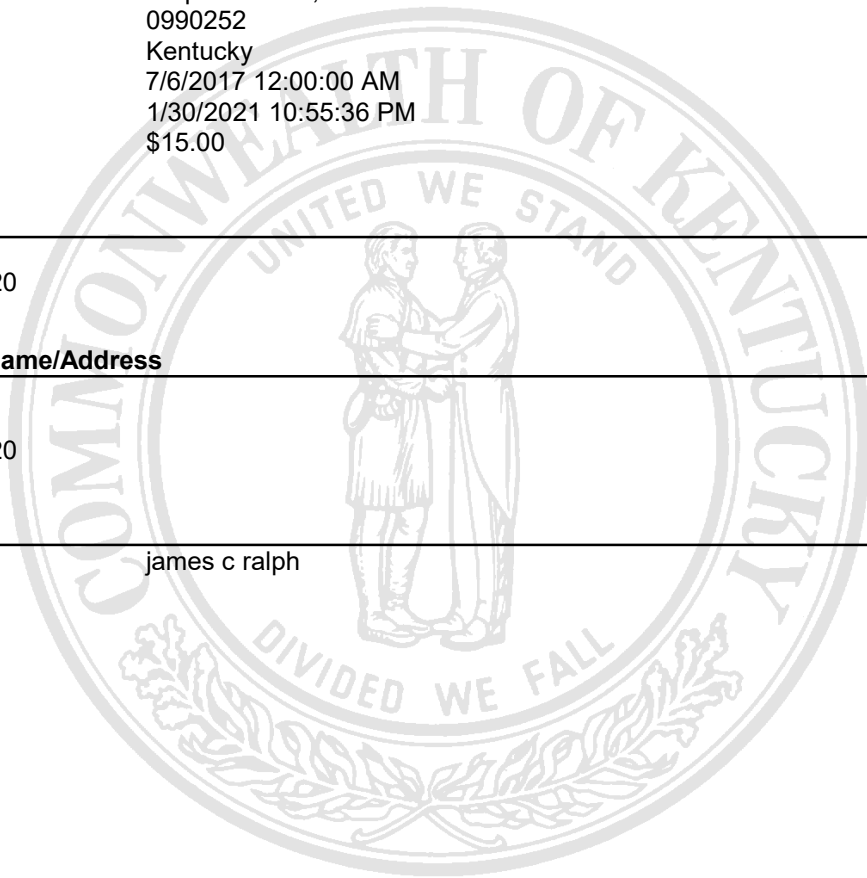 0990252
Kentucky
7/6/2017 12:00:00 AM
1/30/2021 10:55:36 PM
$15.00
COMMONWEALTH OF KENTUCKY
UNITED WE STAND
20
ame/Address
20
james c ralph
DIVIDED WE FALL